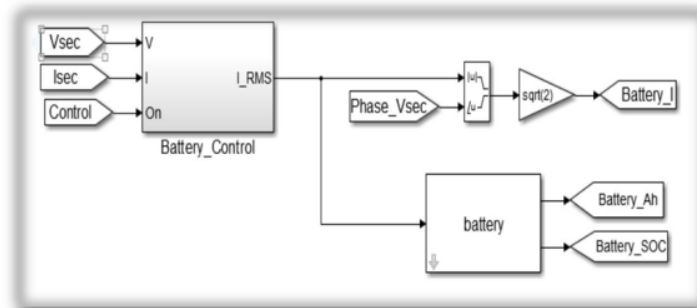 Vsec
Isec
Control
V
I
On
I_RMS
Battery_Control
Phase_Vsec
|u|
∠u
sqrt(2)
Battery_I
battery
Battery_Ah
Battery_SOC